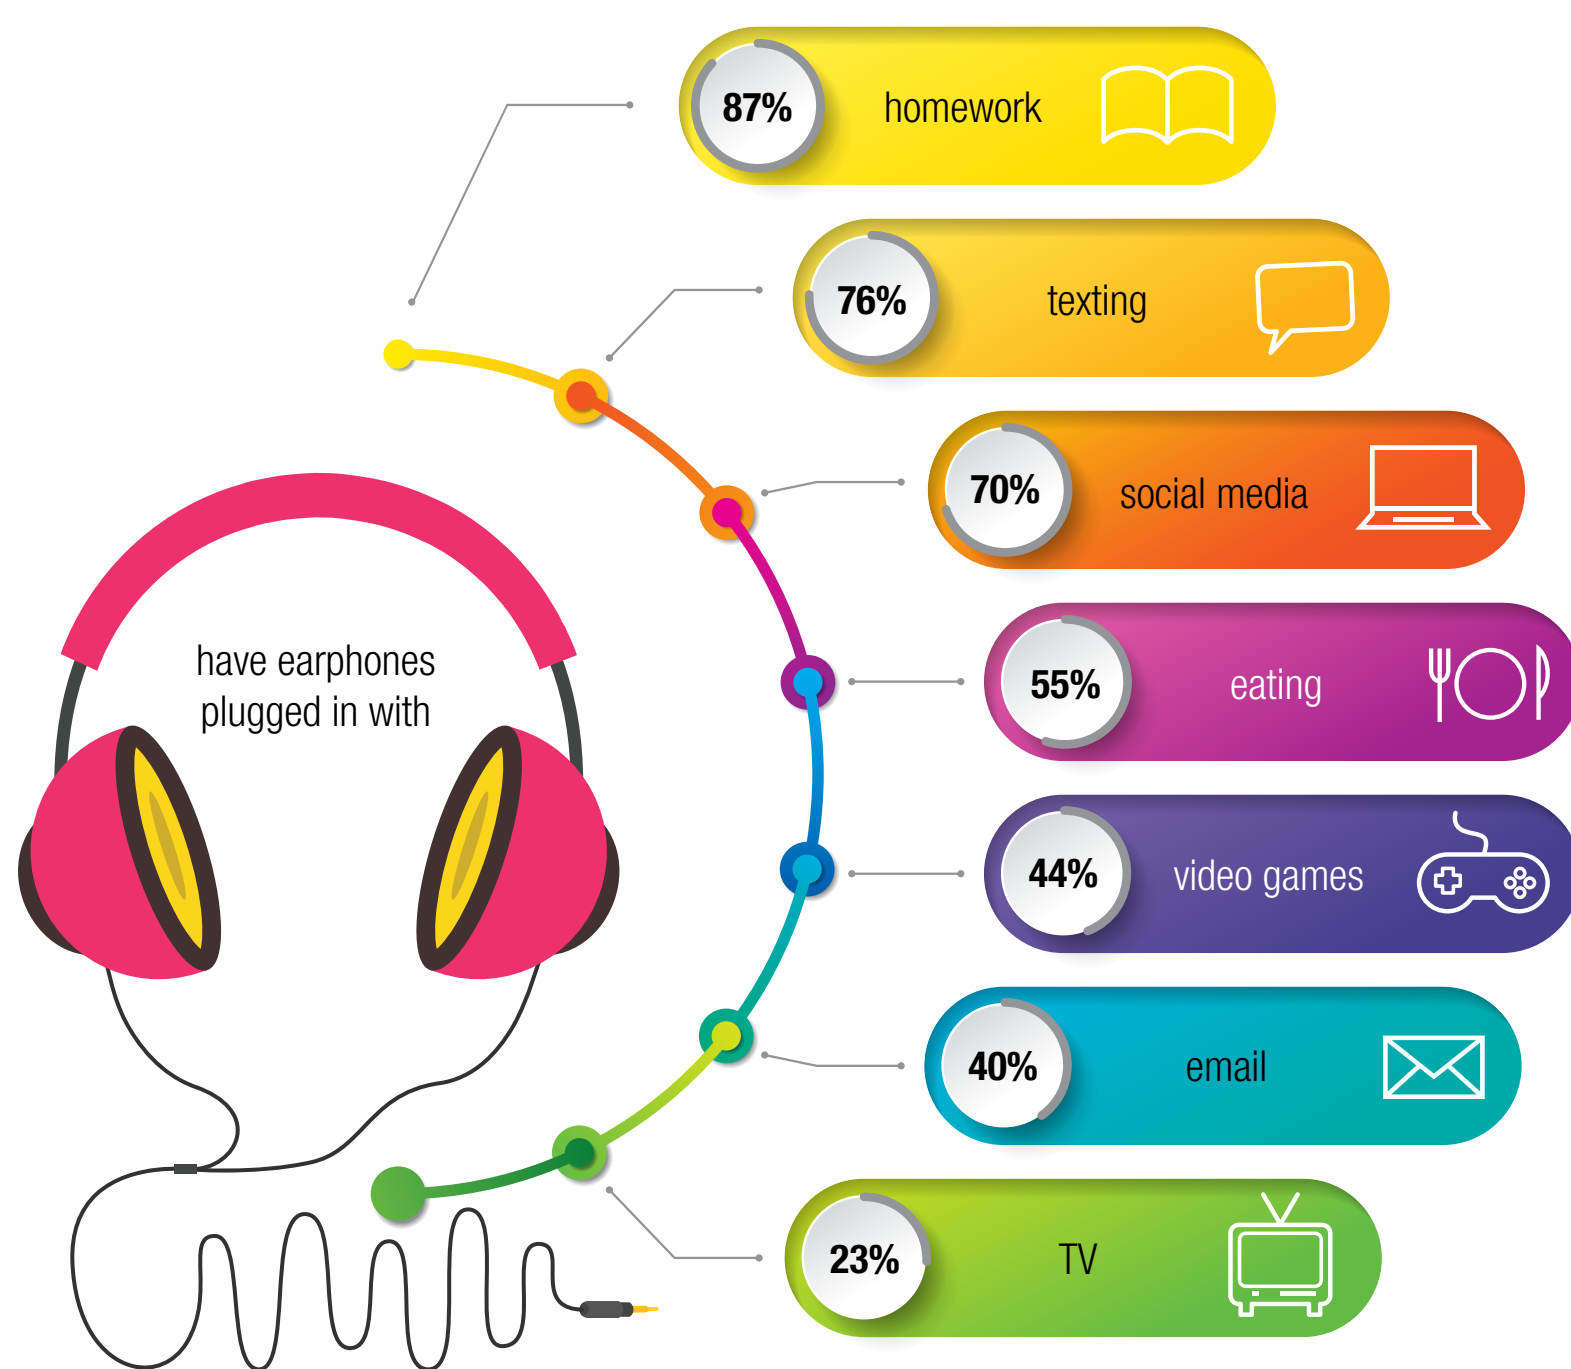 87% homework
76% texting
70% social media
have earphones
plugged in with
55% eating
44% video games
40% email
23% TV